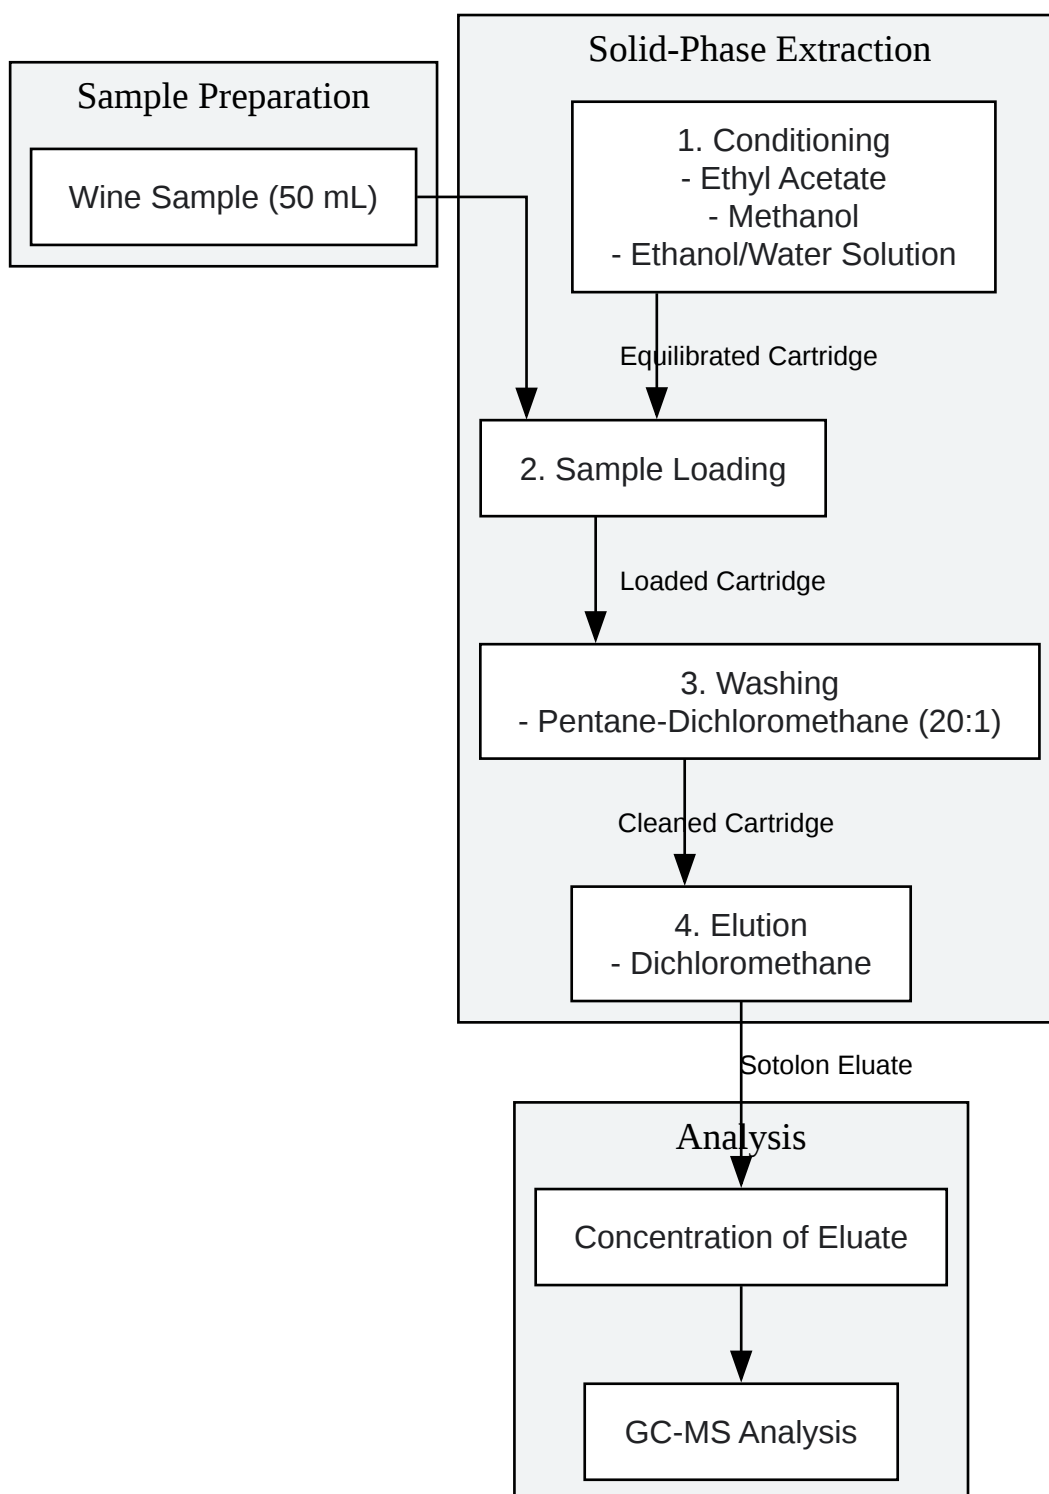 Solid-Phase Extraction
Sample Preparation
1. Conditioning
- Ethyl Acetate
- Methanol
- Ethanol/Water Solution
Wine Sample (50 mL)
Equilibrated Cartridge
2. Sample Loading
Loaded Cartridge
3. Washing
- Pentane-Dichloromethane (20:1)
Cleaned Cartridge
4. Elution
- Dichloromethane
Sotolon Eluate
Analysis
Concentration of Eluate
GC-MS Analysis